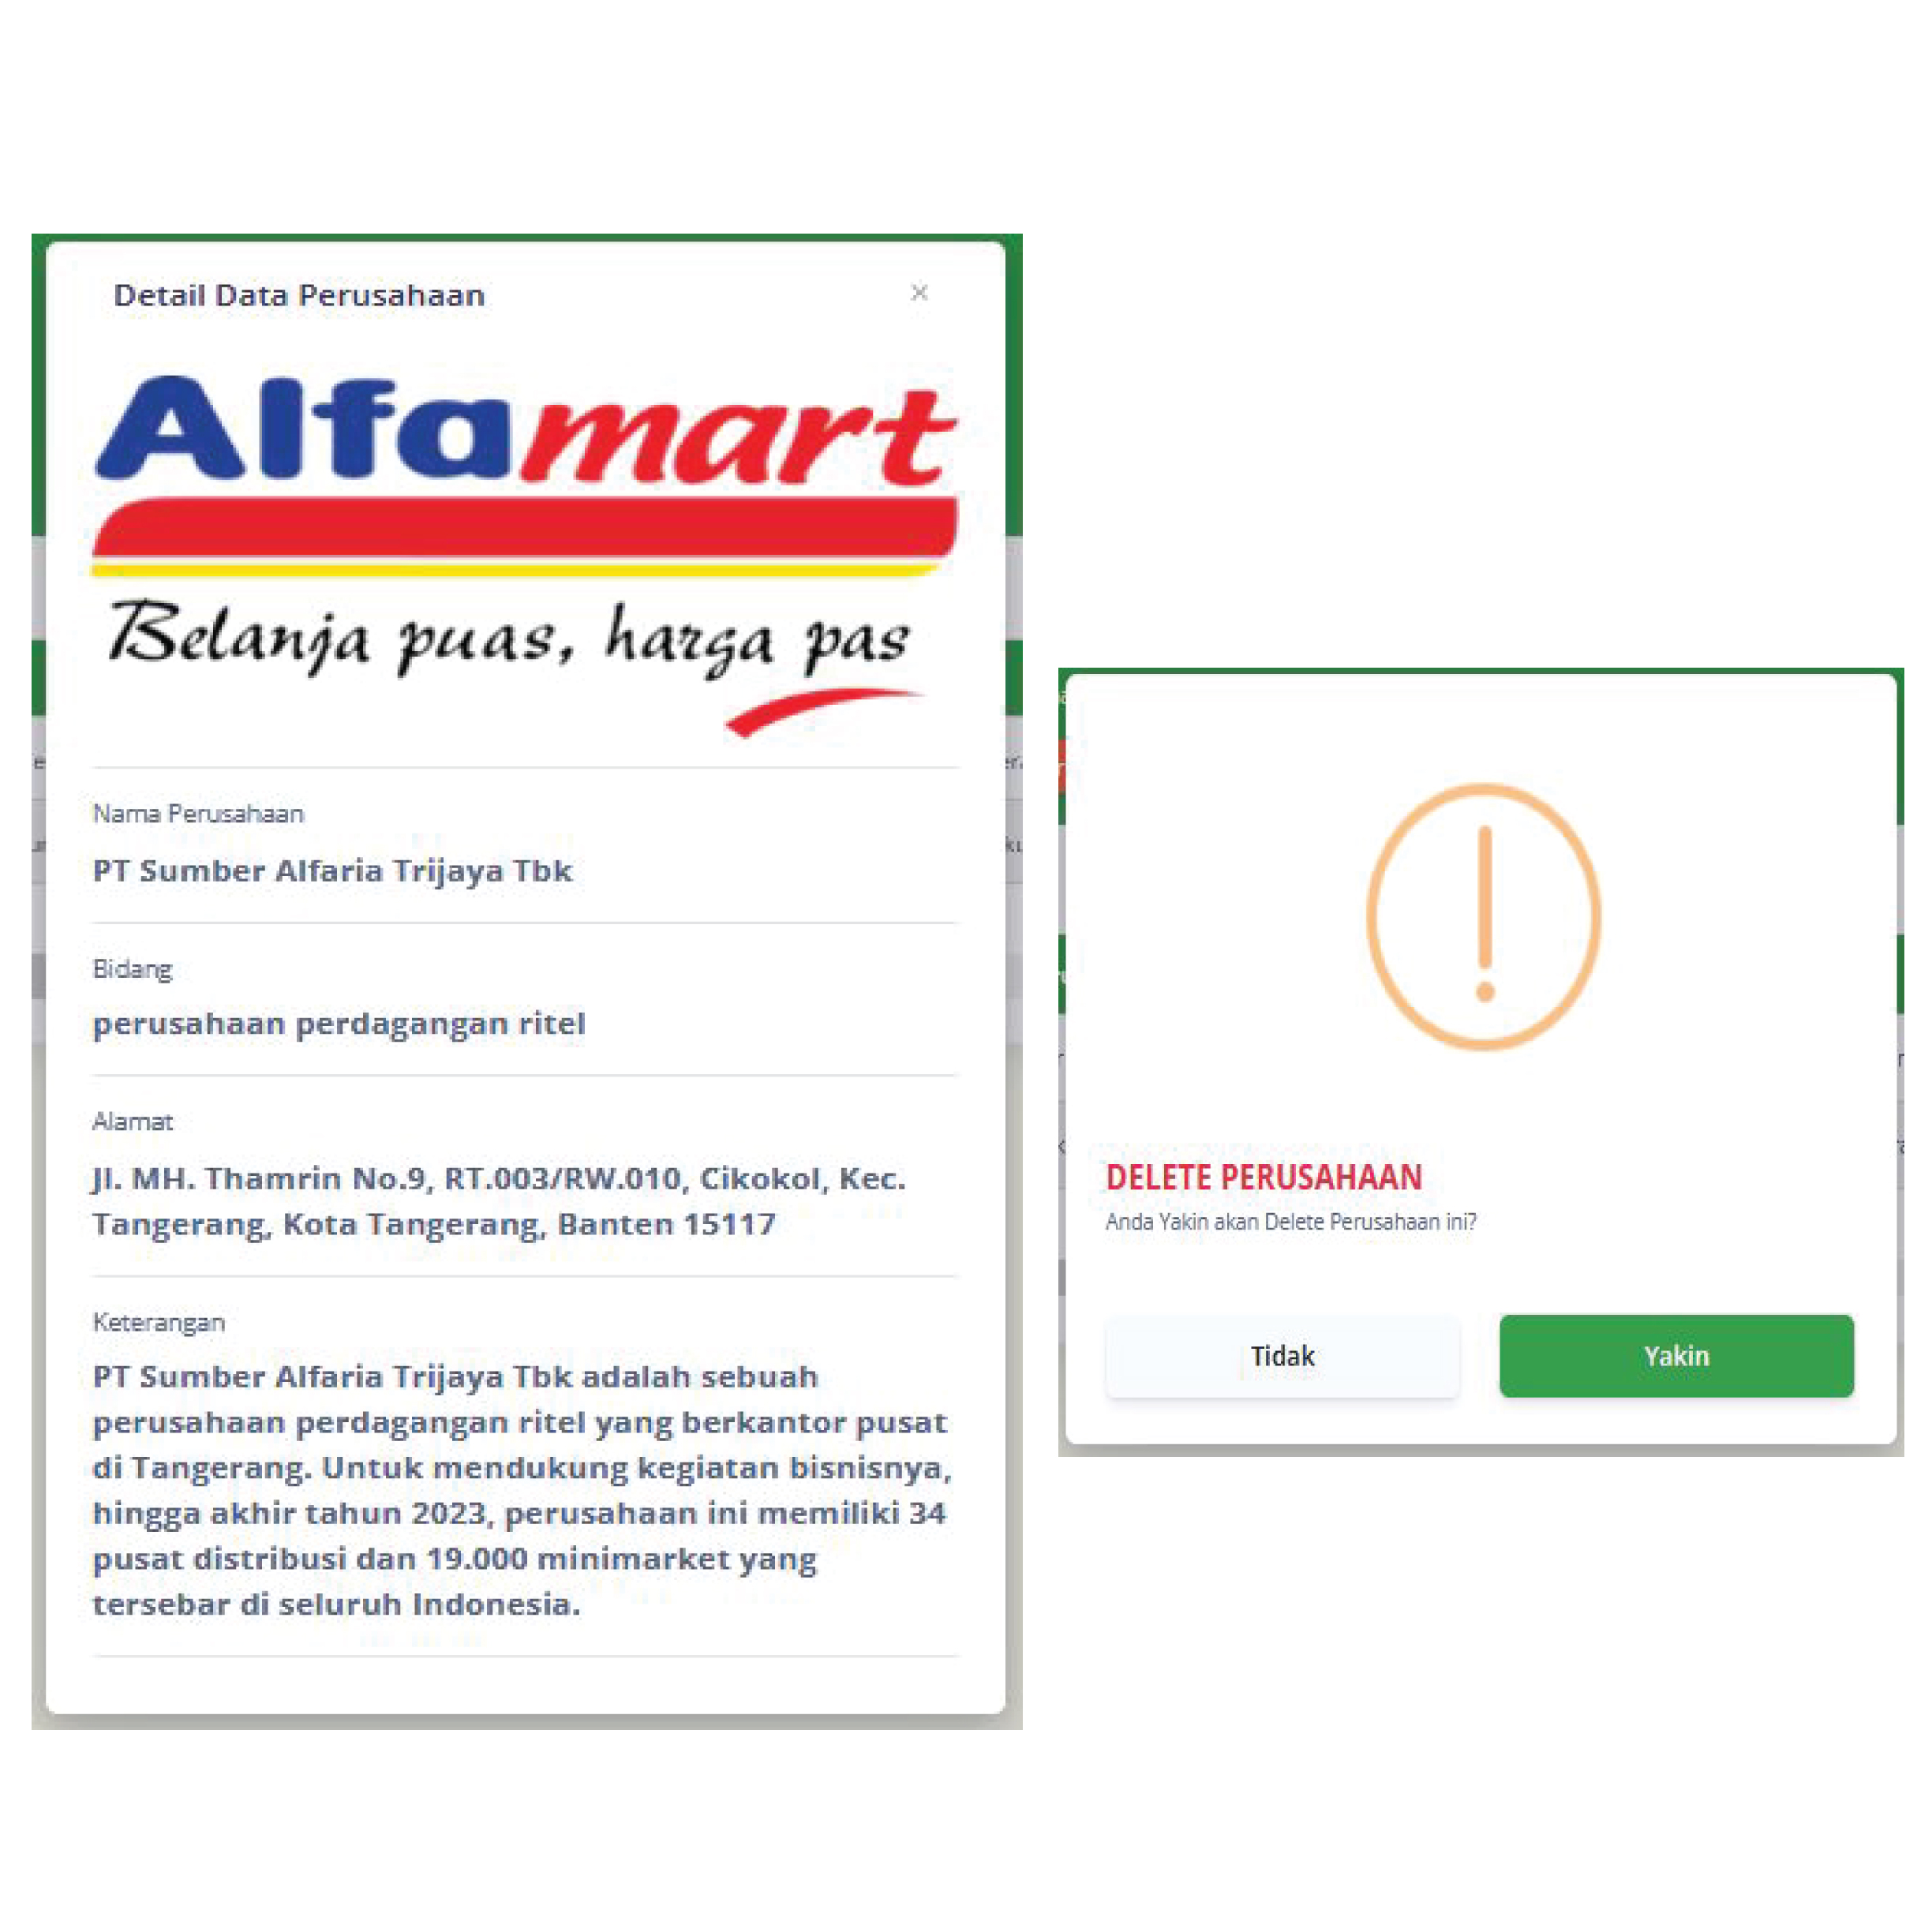 Detail Data Perusahaan
×
Alfamart
Belanja puas, harga pas
Nama Perusahaan
PT Sumber Alfaria Trijaya Tbk
Bidang
perusahaan perdagangan ritel
Alamat
Jl. MH. Thamrin No.9, RT.003/RW.010, Cikokol, Kec.
Tangerang, Kota Tangerang, Banten 15117
Keterangan
PT Sumber Alfaria Trijaya Tbk adalah sebuah
perusahaan perdagangan ritel yang berkantor pusat
di Tangerang. Untuk mendukung kegiatan bisnisnya,
hingga akhir tahun 2023, perusahaan ini memiliki 34
pusat distribusi dan 19.000 minimarket yang
tersebar di seluruh Indonesia.
DELETE PERUSAHAAN
Anda Yakin akan Delete Perusahaan ini?
Tidak
Yakin